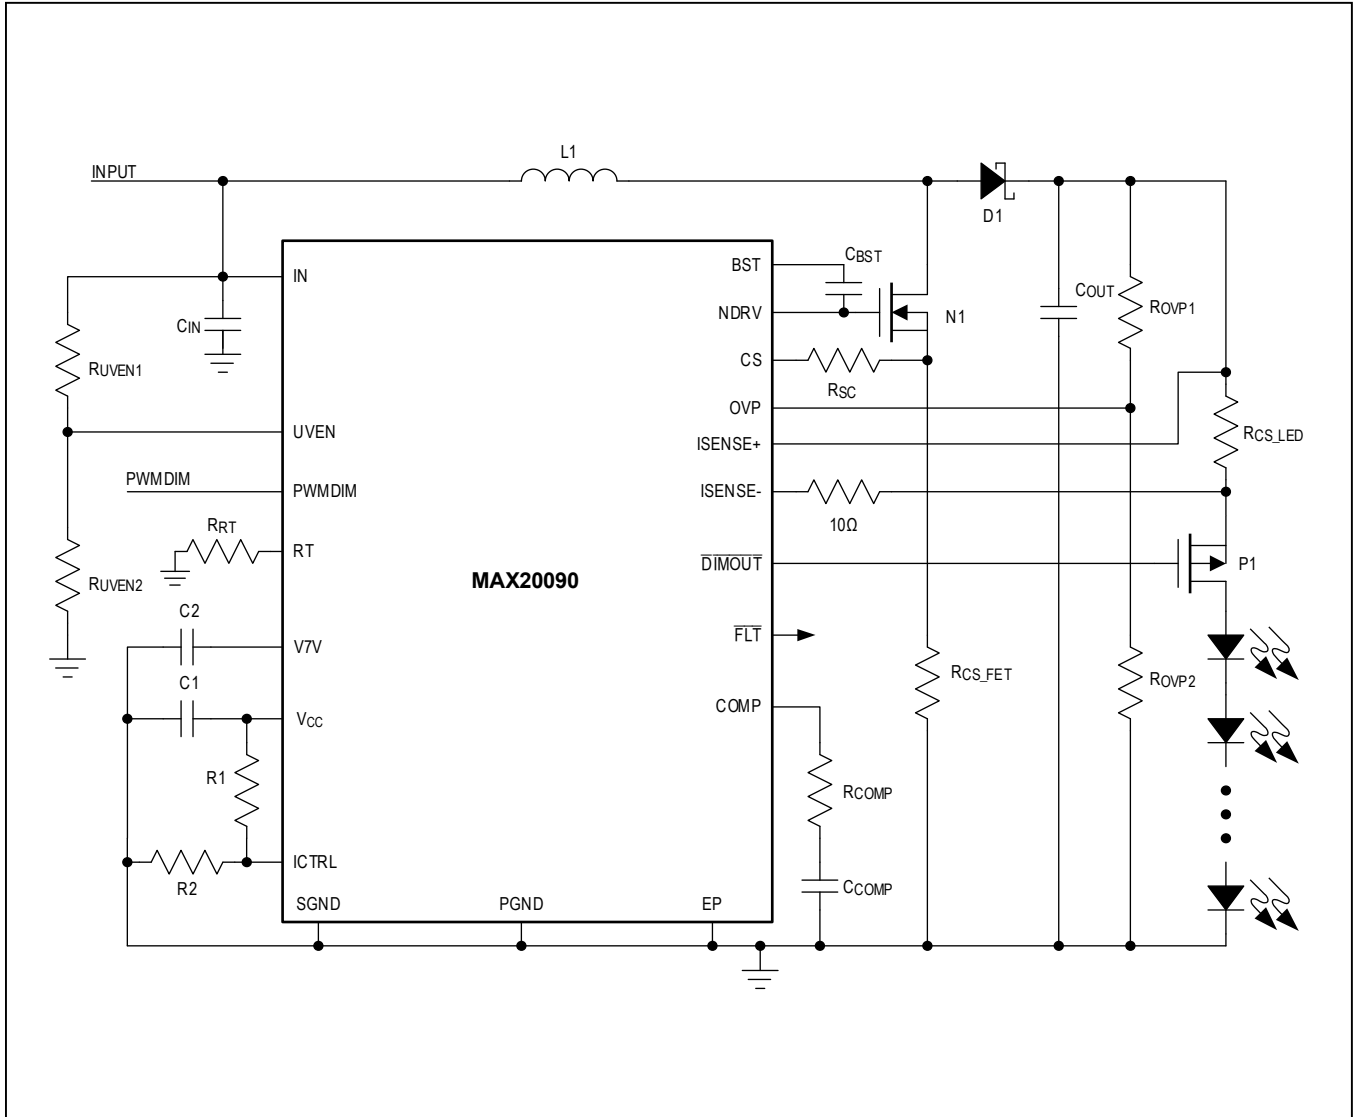 L1
INPUT
D1
BST
CBST
IN
COUT
ROVP1
NDRV
N1
CIN
RUVEN1
CS
RSC
OVP
UVEN
ISENSE+
RCS_LED
PWMDIM
PWMDIM
ISENSE-
10Ω
RRT
RT
DIMOUT
P1
MAX20090
RUVEN2
C2
V7V
FLT
C1
RCS_FET
ROVP2
VCC
COMP
R1
RCOMP
ICTRL
R2
CCOMP
SGND
PGND
EP